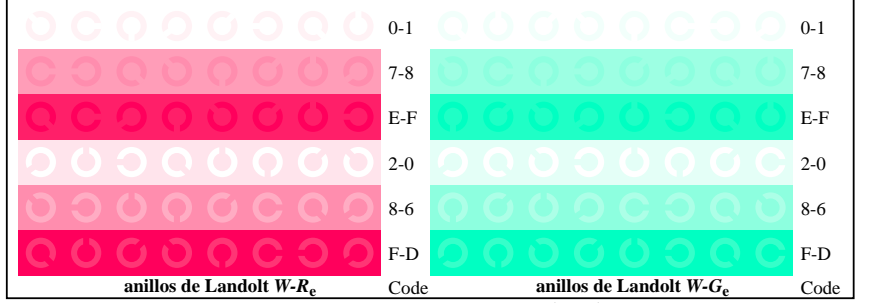 0-1
7-8
E-F
2-0
8-6
F-D
anillos de Landolt W-Re Code
0-1
7-8
E-F
2-0
8-6
F-D
anillos de Landolt W-Ge Code